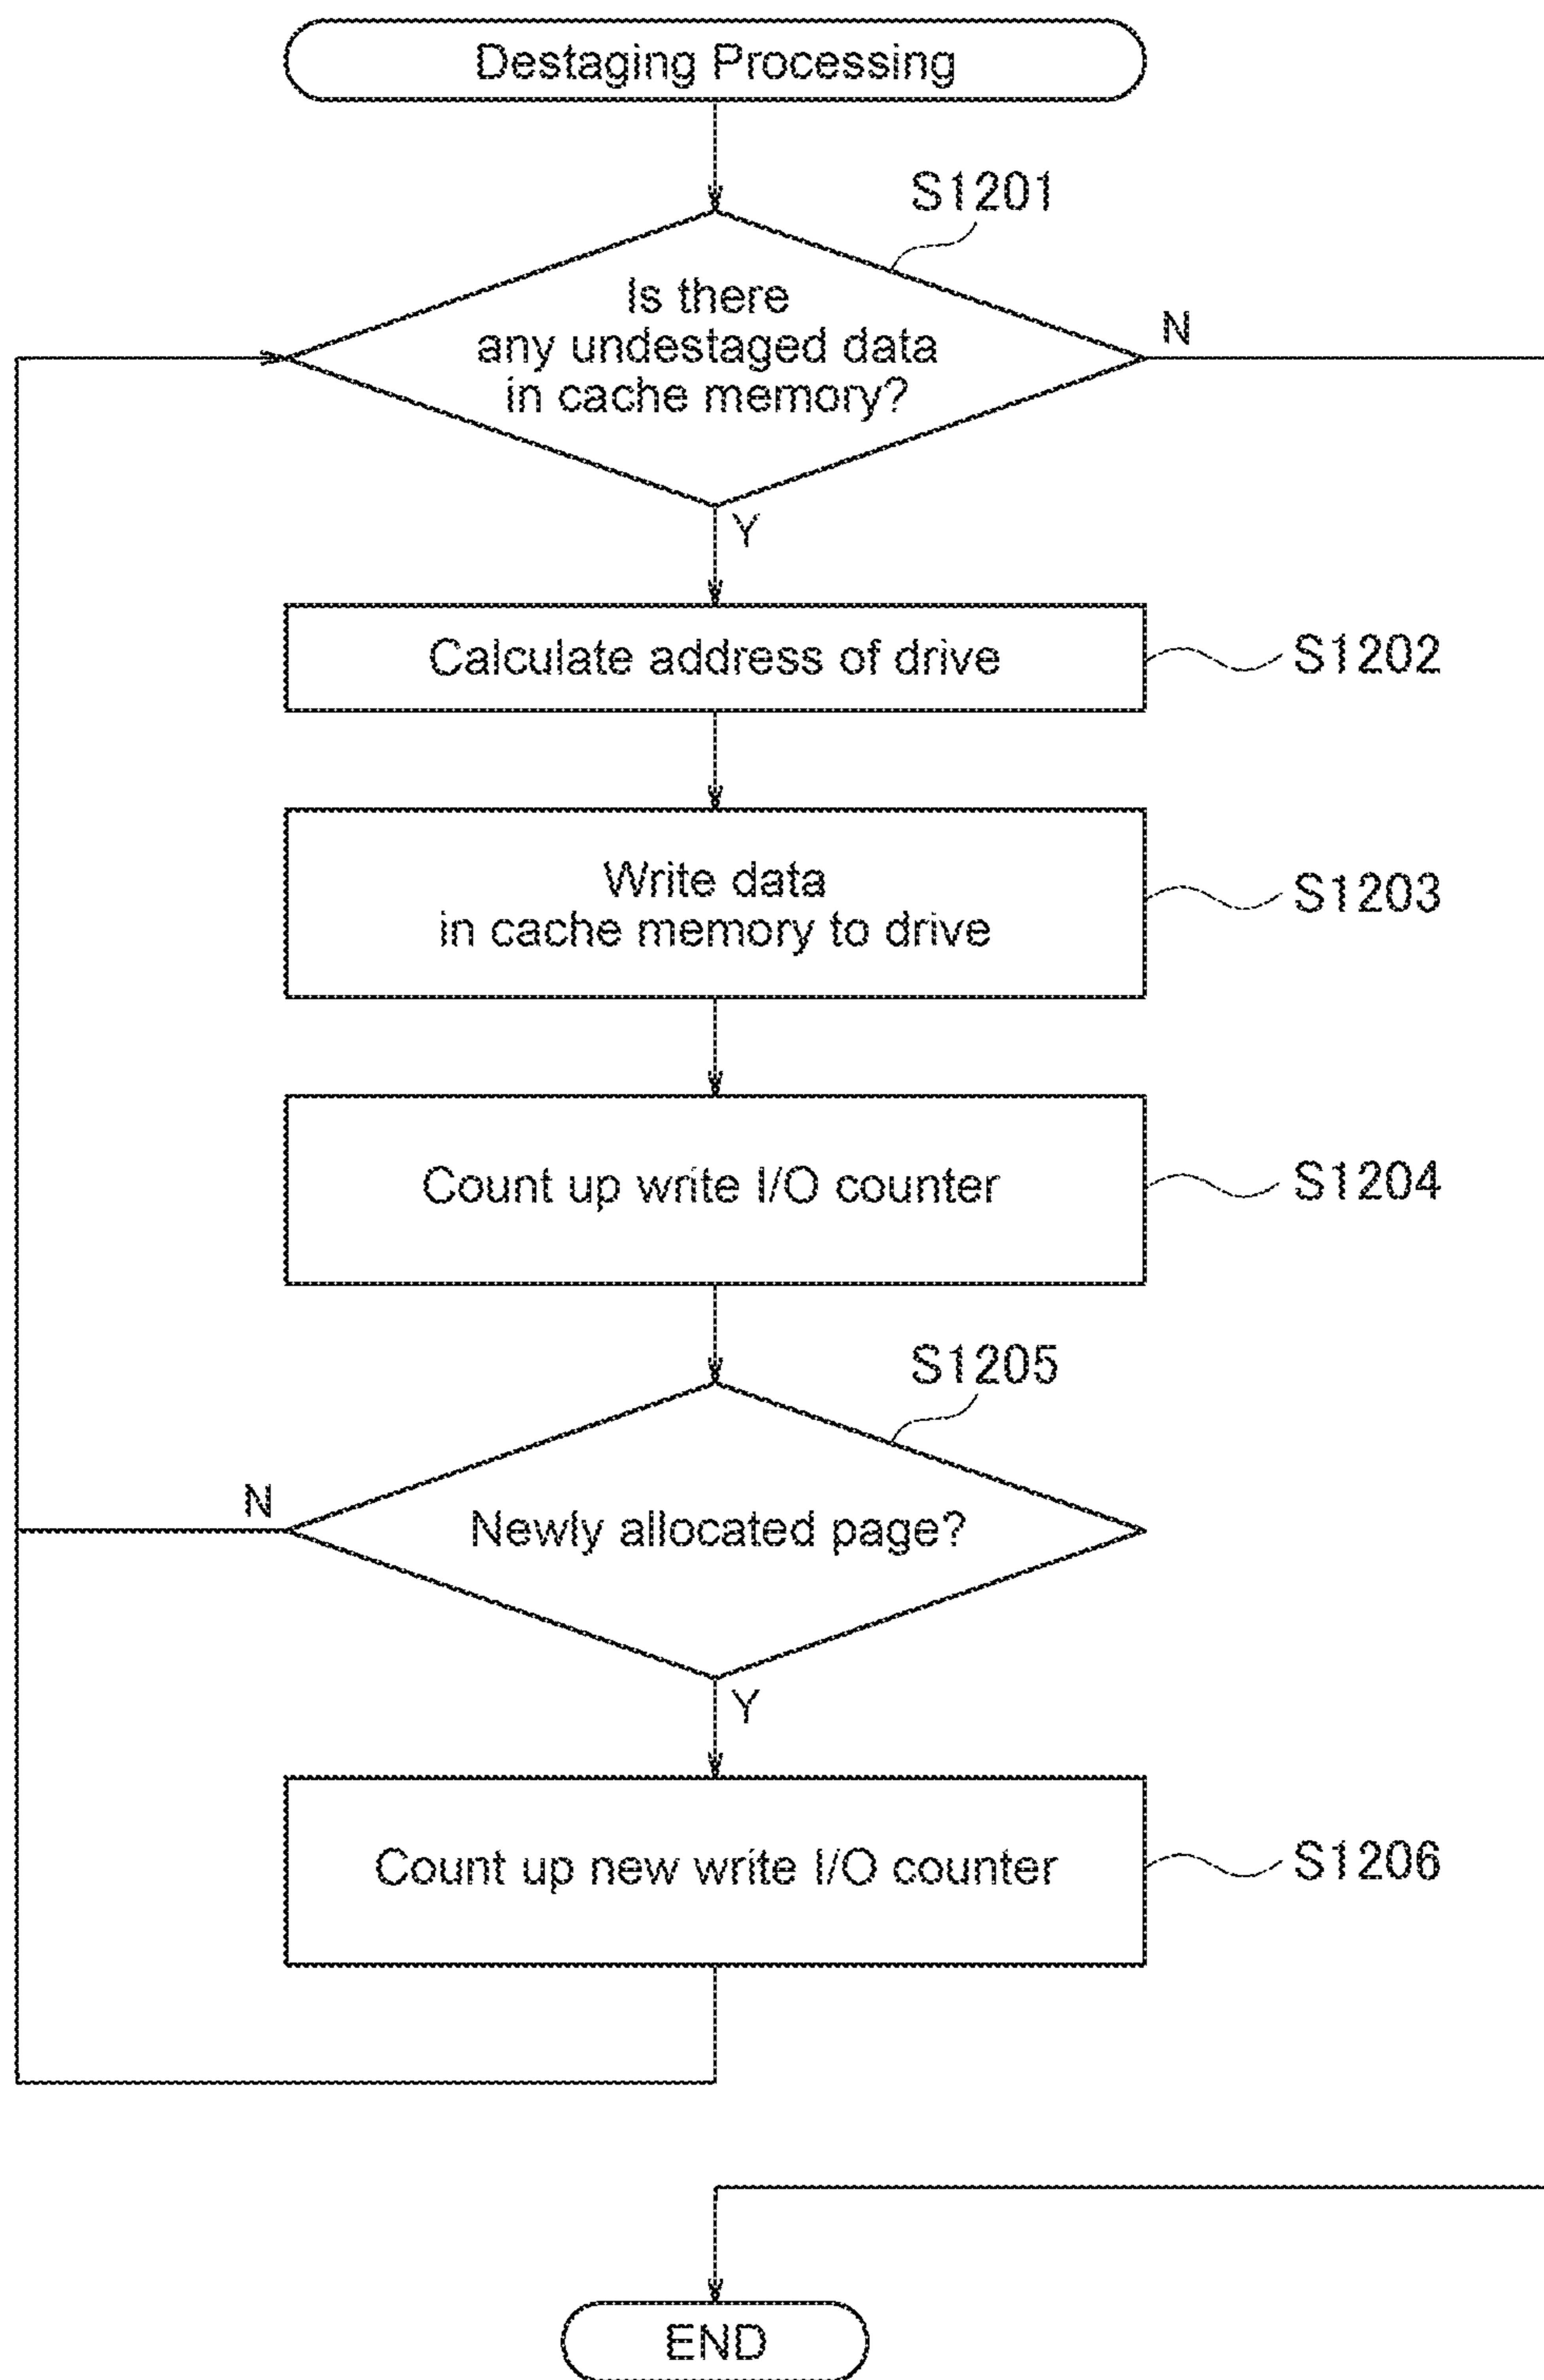 Destaging Processing
S1201
Is there
any undestaged data
in cache memory?
N
Y
Calculate address of drive
S1202
Write data
in cache memory to drive
S1203
Count up write I/O counter
S1204
S1205
Newly allocated page?
N
Y
Count up new write I/O counter
S1206
END